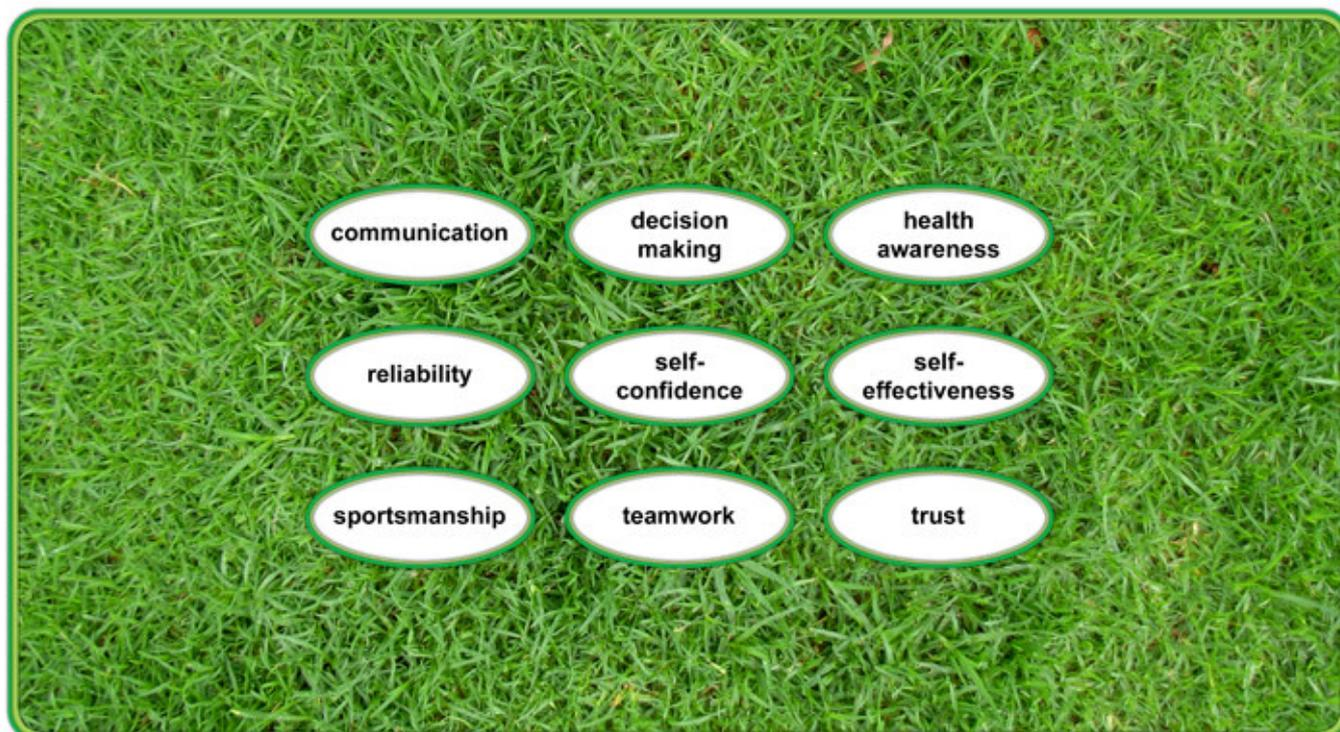 communication
decision
making
health
awareness
reliability
self-
confidence
self-
effectiveness
sportsmanship
teamwork
trust